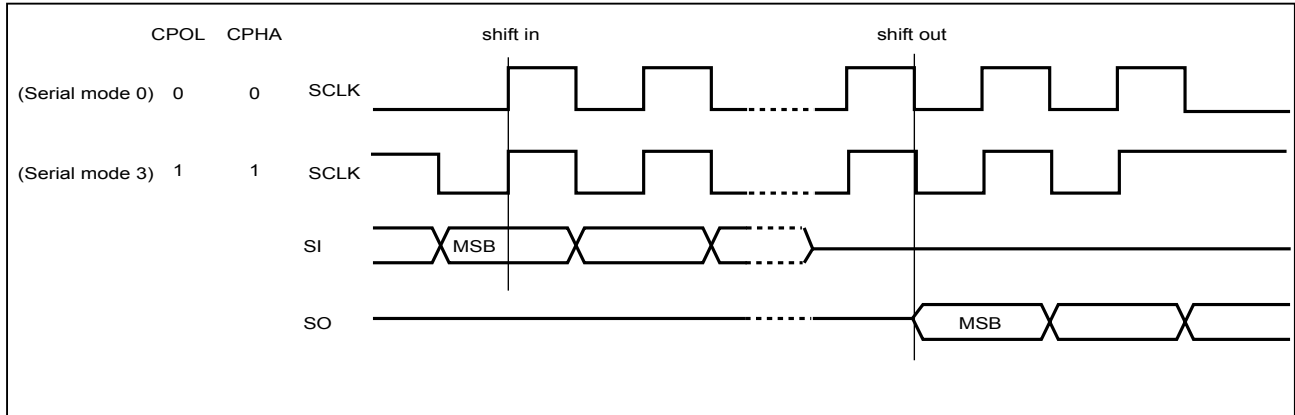 CPOL CPHA shift in shift out
(Serial mode 0) 0 0 SCLK
(Serial mode 3) 1 1 SCLK
SI MSB
SO MSB